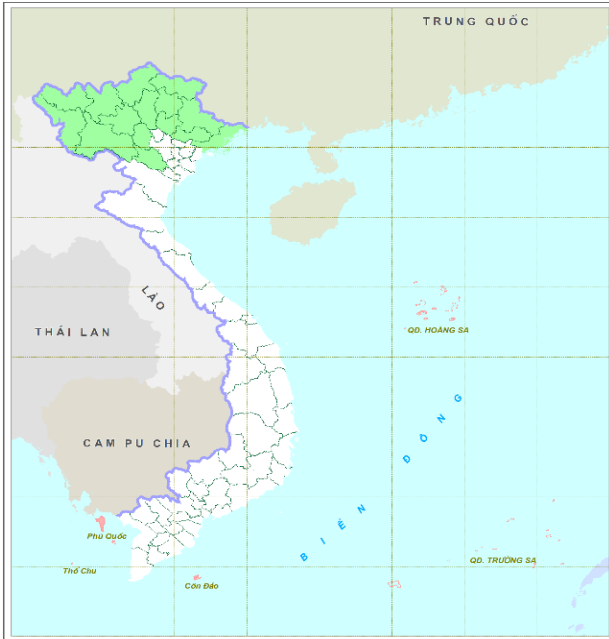 TRUNG QUỐC
LÀO
THÁI LAN
QĐ. HOÀNG SA
CAM PU CHIA
BIỂN ĐÔNG
Phú Quốc
Thổ Chu
Côn Đảo
QĐ. TRƯỜNG SA